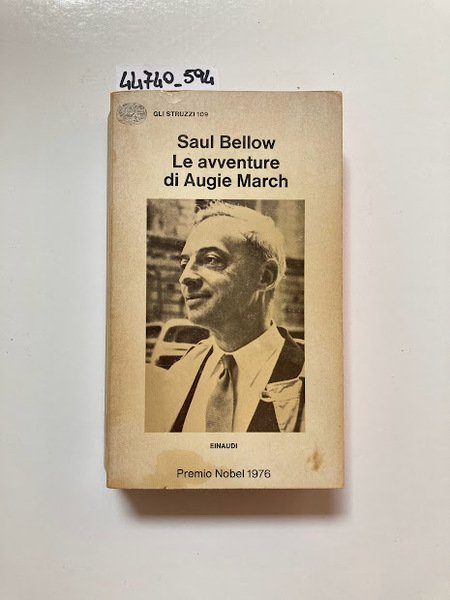 44740_594
GLI STRUZZI 109
Saul Bellow
Le avventure
di Augie March
EINAUDI
Premio Nobel 1976